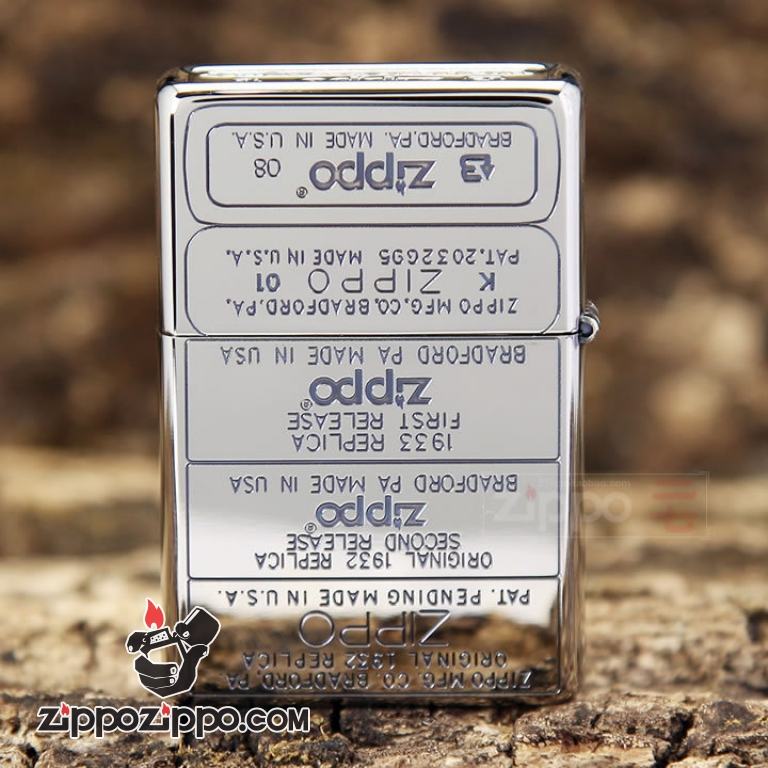 ZIPPO MFG. CO. BRADFORD, PA.
ORIGINAL 1932 REPLICA
ZIPPO
PAT. PENDING MADE IN U.S.A.
ORIGINAL 1932 REPLICA
SECOND RELEASE
zippo®
BRADFORD PA MADE IN USA
1933 REPLICA
FIRST RELEASE
zippo®
BRADFORD PA MADE IN USA
ZIPPO MFG.CO.BRADFORD,PA.
K ZIPPO 01
PAT.2032695 MADE IN U.S.A.
zippo® 08
BRADFORD,PA. MADE IN U.S.A.
zippo
ZIPPOZIPPO.COM